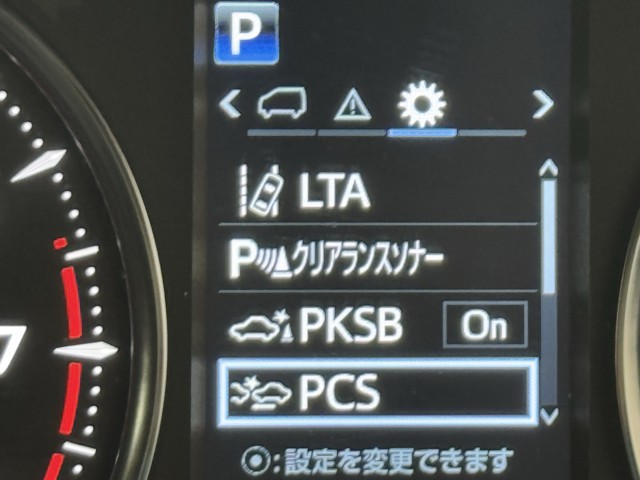 P
LTA
Pクリアランスソナー
PKSB On
PCS
:設定を変更できます